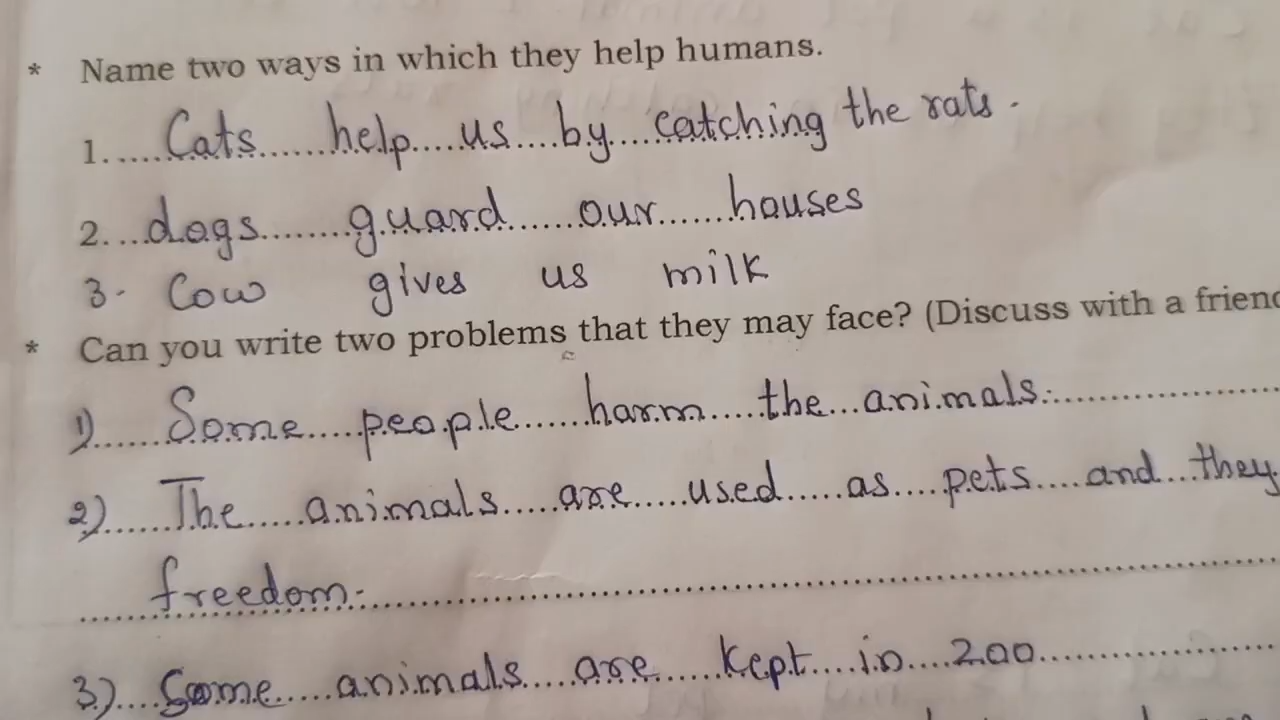 * Name two ways in which they help humans.
1. Cats help us by catching the rats.
2. dogs guard our houses
3. Cow gives us milk
* Can you write two problems that they may face? (Discuss with a friend
1) Some people harm the animals.
2) The animals are used as pets and they
freedom.
3) Some animals are kept in zoo